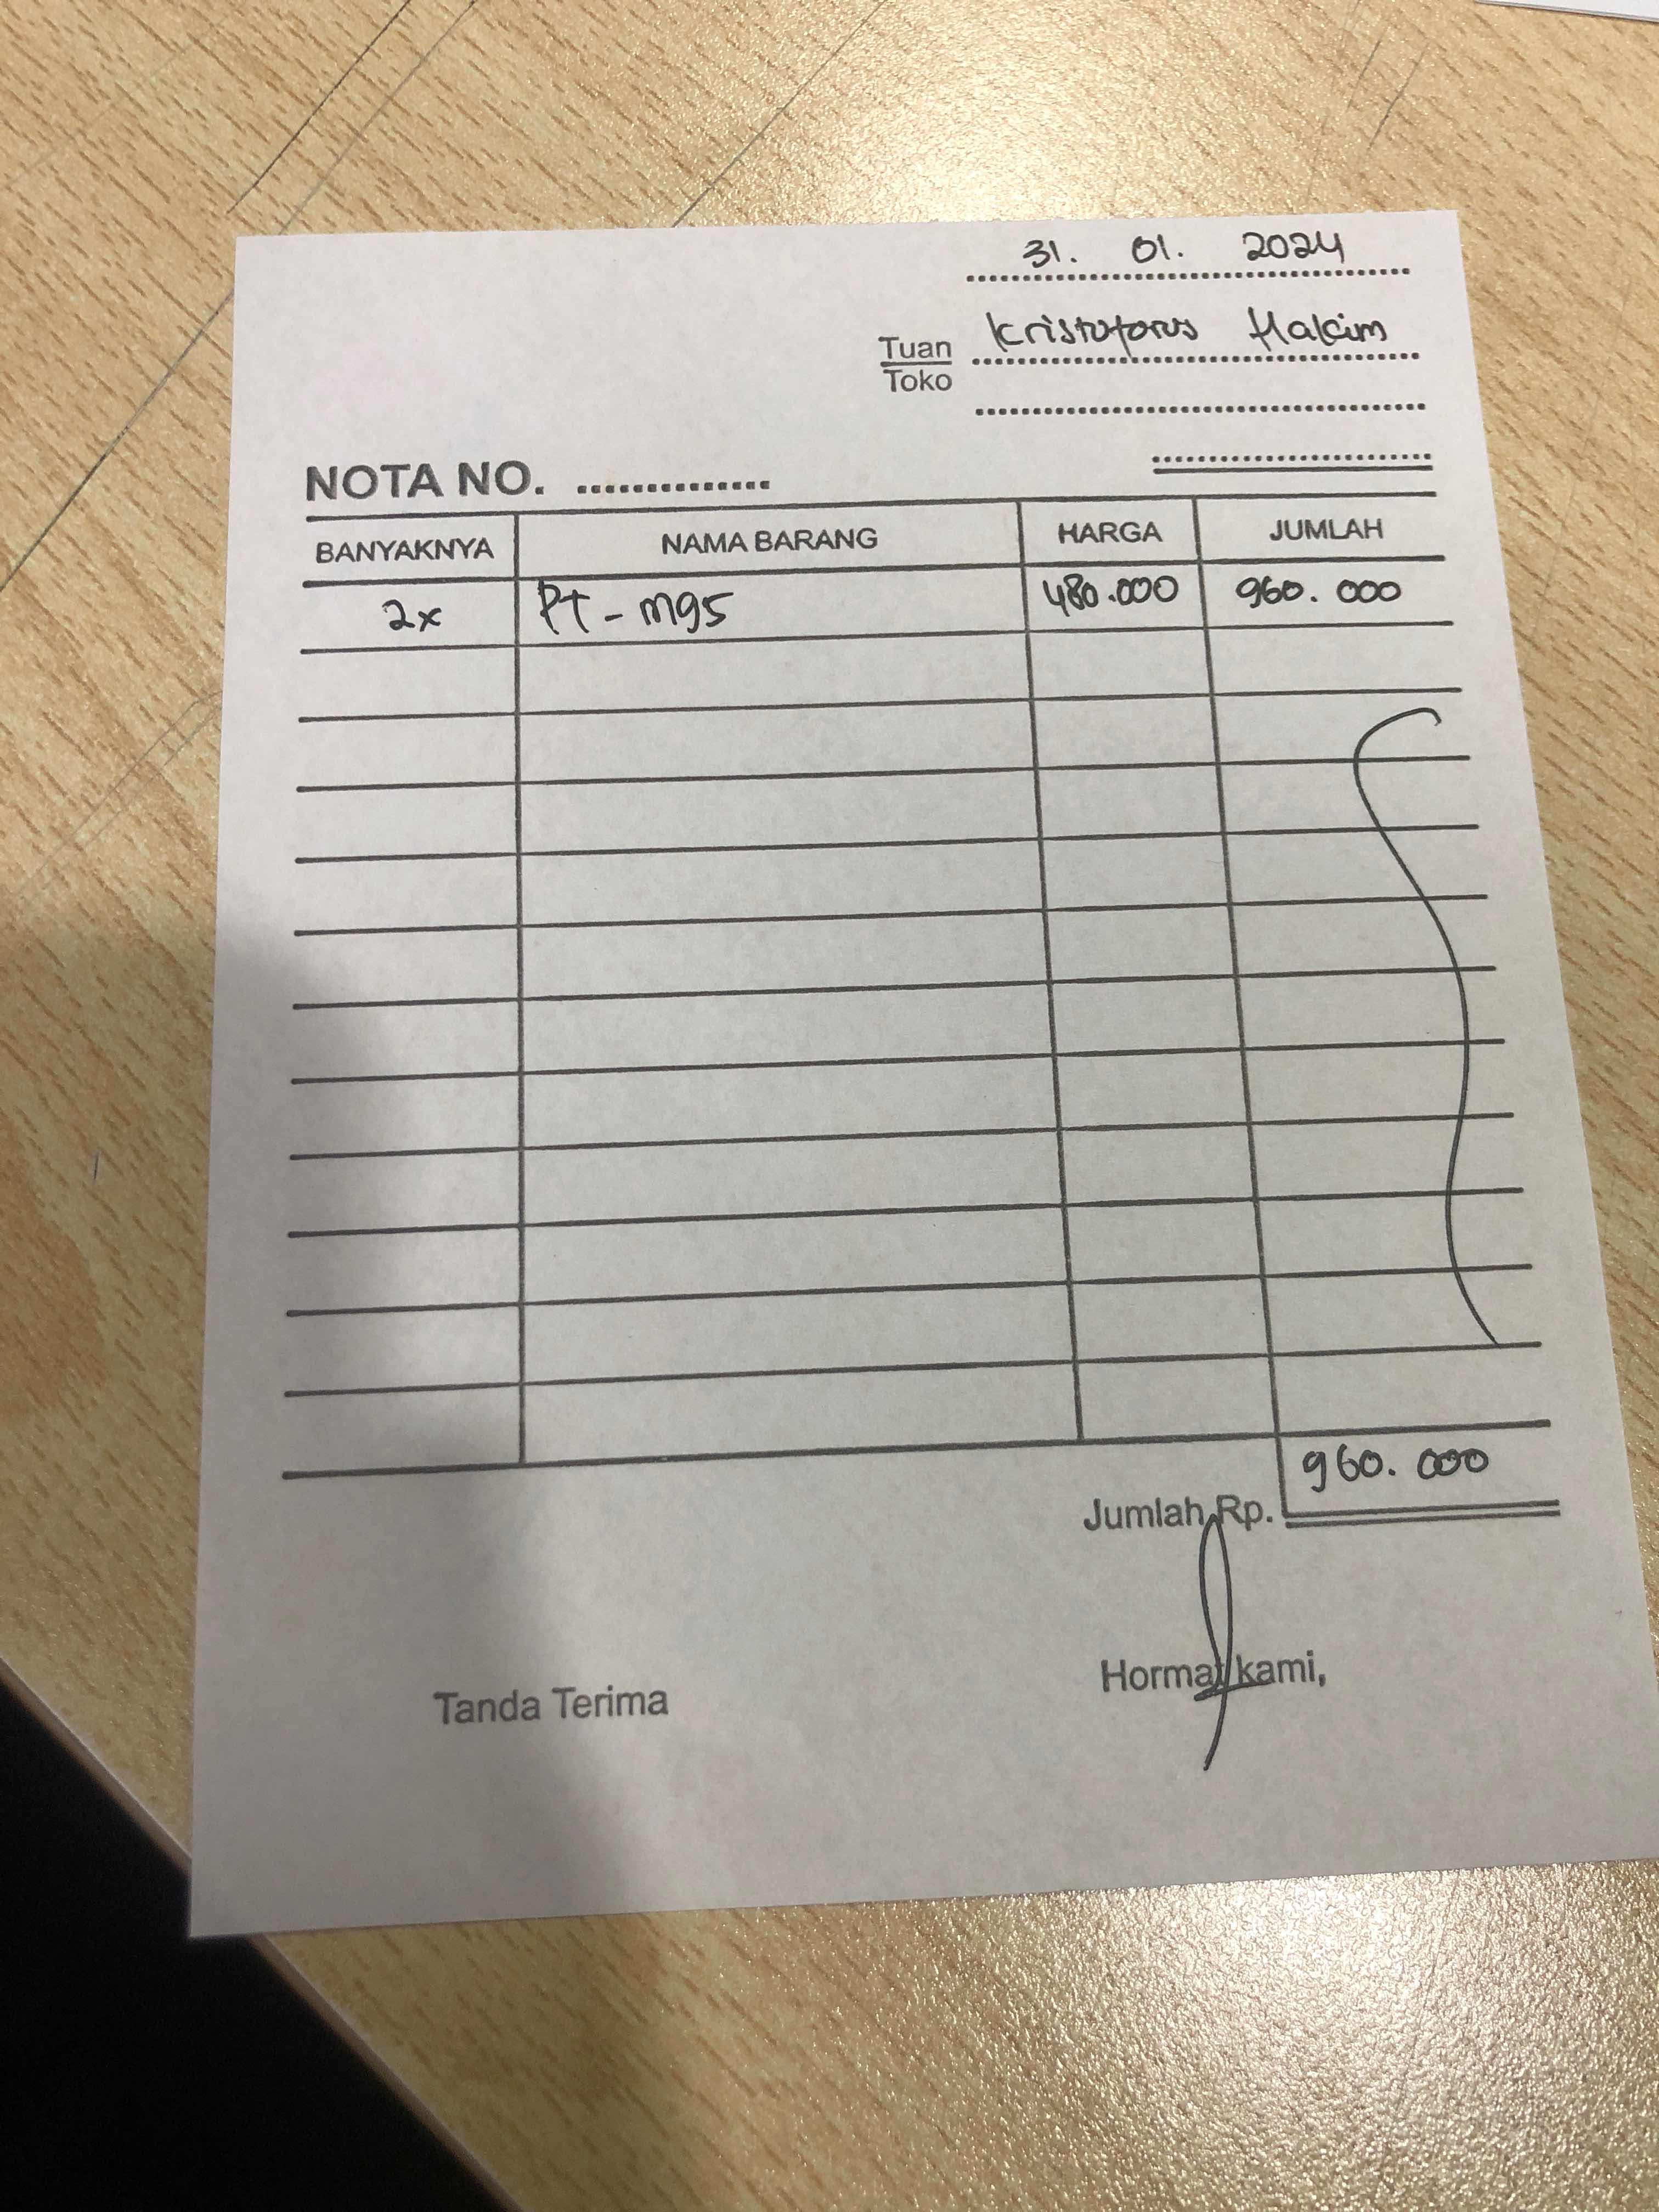 31. 01. 2024
Tuan Kristoforus Hakim
Toko
NOTA NO. ..............
BANYAKNYA NAMA BARANG HARGA JUMLAH
2x PT - M95 480.000 960. 000
960. 000
Jumlah Rp.
Tanda Terima Hormat kami,